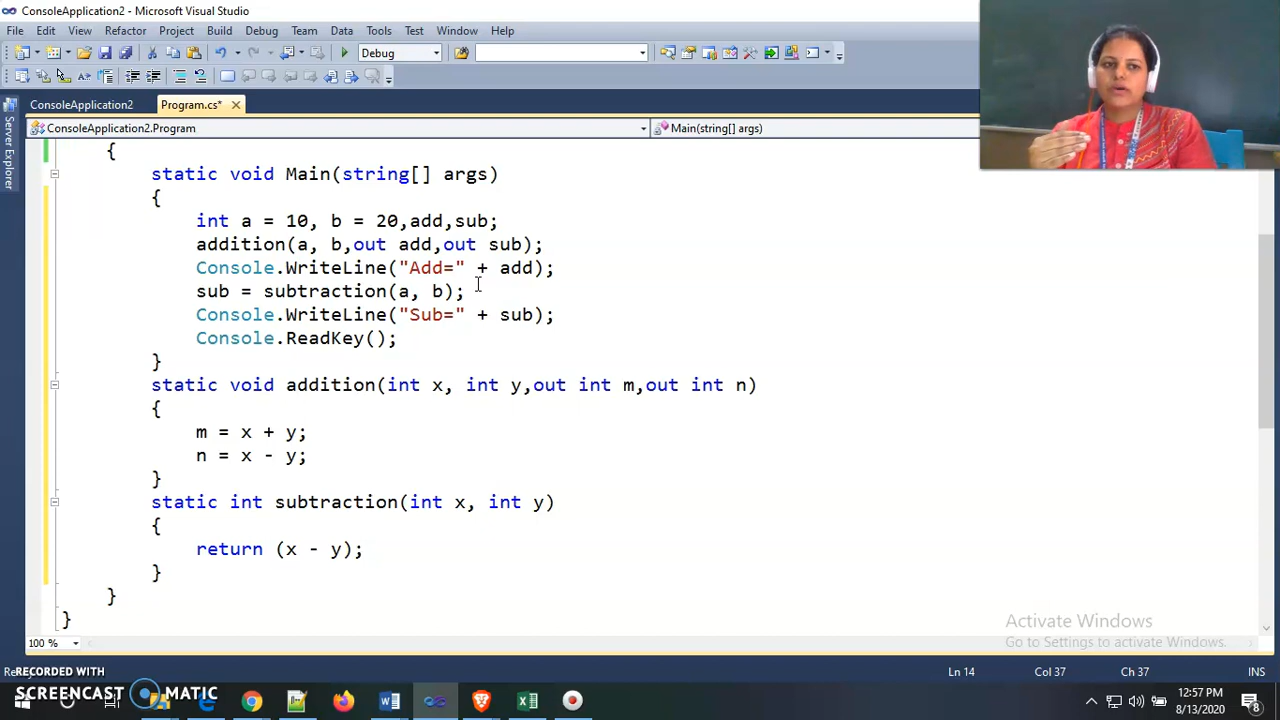 ConsoleApplication2 - Microsoft Visual Studio
File Edit View Refactor Project Build Debug Team Data Tools Test Window Help
Debug
ConsoleApplication2 Program.cs* ×
ConsoleApplication2.Program Main(string[] args)
Server Explorer
{
static void Main(string[] args)
{
int a = 10, b = 20,add,sub;
addition(a, b,out add,out sub);
Console.WriteLine("Add=" + add);
sub = subtraction(a, b);
Console.WriteLine("Sub=" + sub);
Console.ReadKey();
}
static void addition(int x, int y,out int m,out int n)
{
m = x + y;
n = x - y;
}
static int subtraction(int x, int y)
{
return (x - y);
}
}
}
Activate Windows
Go to Settings to activate Windows.
100 %
Ln 14 Col 37 Ch 37 INS
RECORDED WITH
SCREENCAST MATIC
12:57 PM
8/13/2020
8